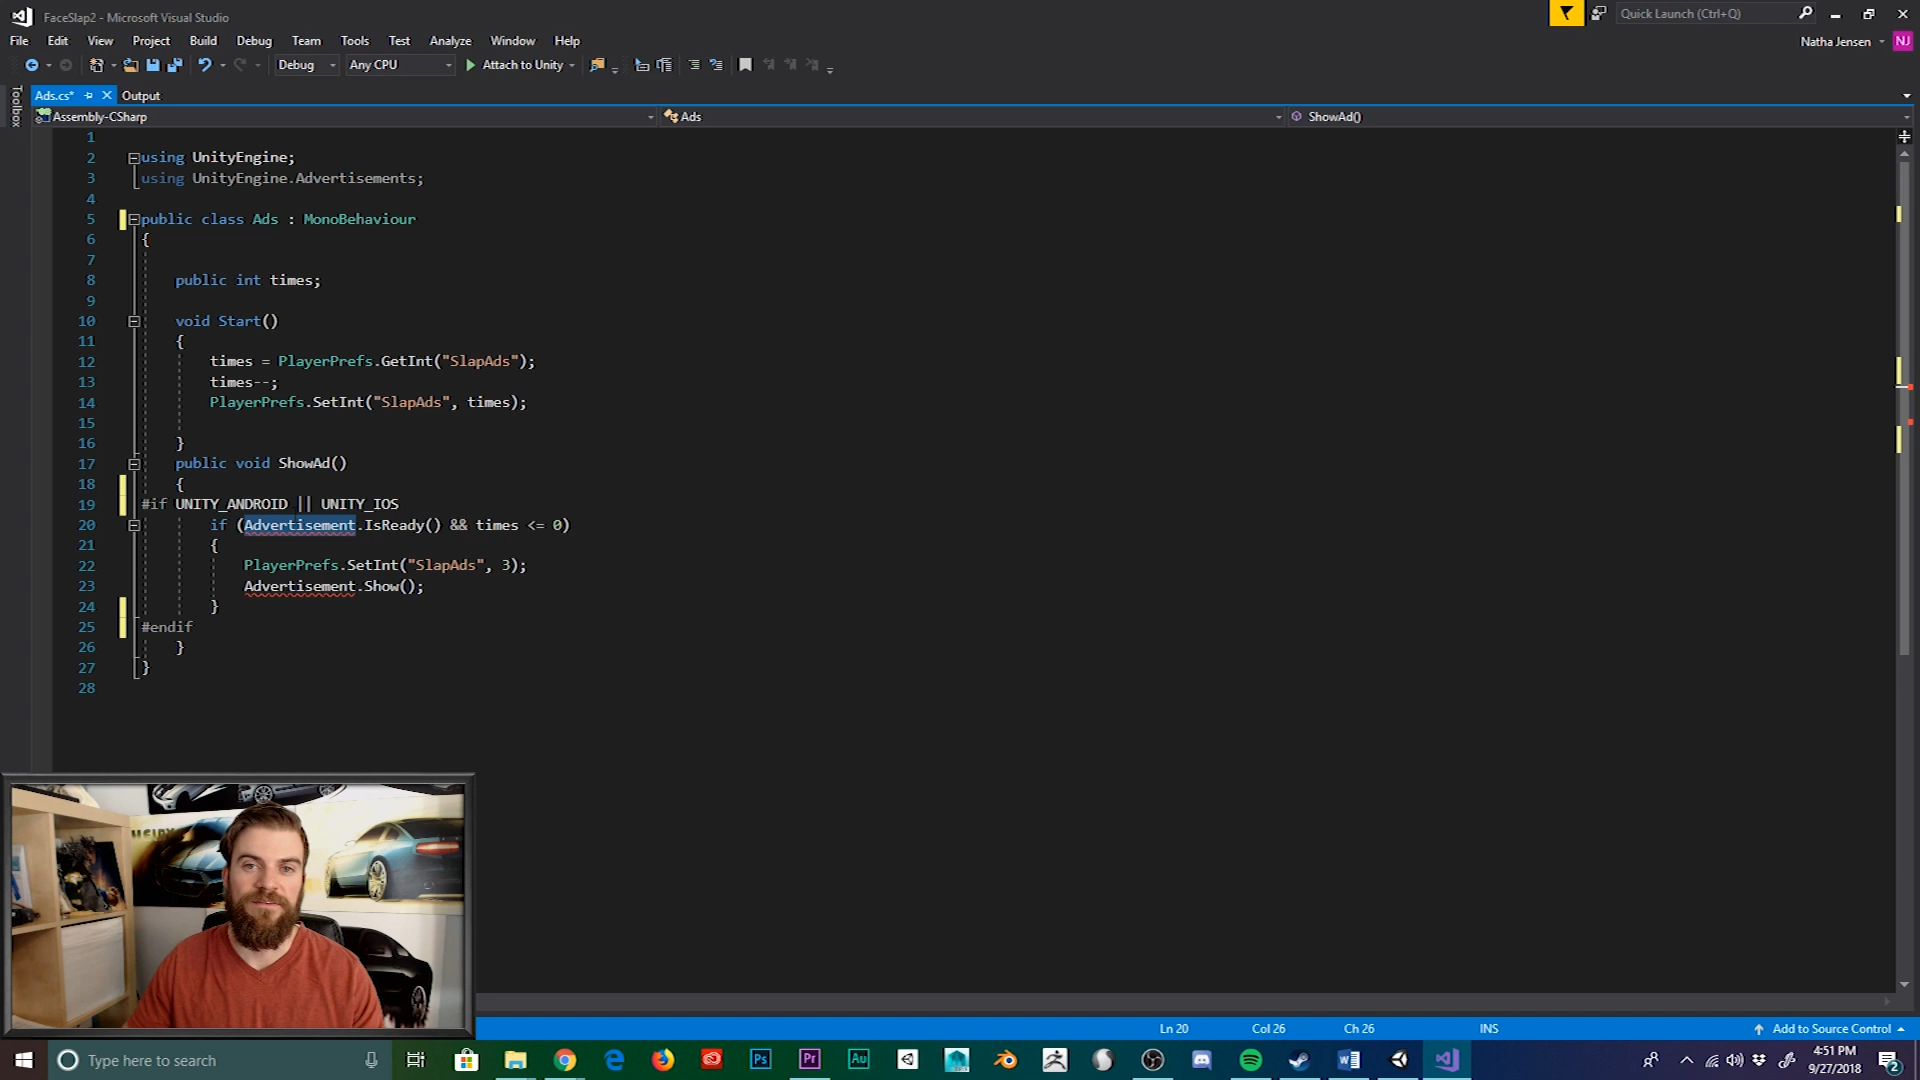 FaceSlap2 - Microsoft Visual Studio
Quick Launch (Ctrl+Q)
File Edit View Project Build Debug Team Tools Test Analyze Window Help
Natha Jensen NJ
Debug Any CPU Attach to Unity
Toolbox
Ads.cs* Output
Assembly-CSharp Ads ShowAd()
1
2 using UnityEngine;
3 using UnityEngine.Advertisements;
4
5 public class Ads : MonoBehaviour
6 {
7
8 public int times;
9
10 void Start()
11 {
12 times = PlayerPrefs.GetInt("SlapAds");
13 times--;
14 PlayerPrefs.SetInt("SlapAds", times);
15
16 }
17 public void ShowAd()
18 {
19 #if UNITY_ANDROID || UNITY_IOS
20 if (Advertisement.IsReady() && times <= 0)
21 {
22 PlayerPrefs.SetInt("SlapAds", 3);
23 Advertisement.Show();
24 }
25 #endif
26 }
27 }
28
Ln 20 Col 26 Ch 26 INS Add to Source Control
Type here to search
Ps Pr Au
4:51 PM
9/27/2018
2